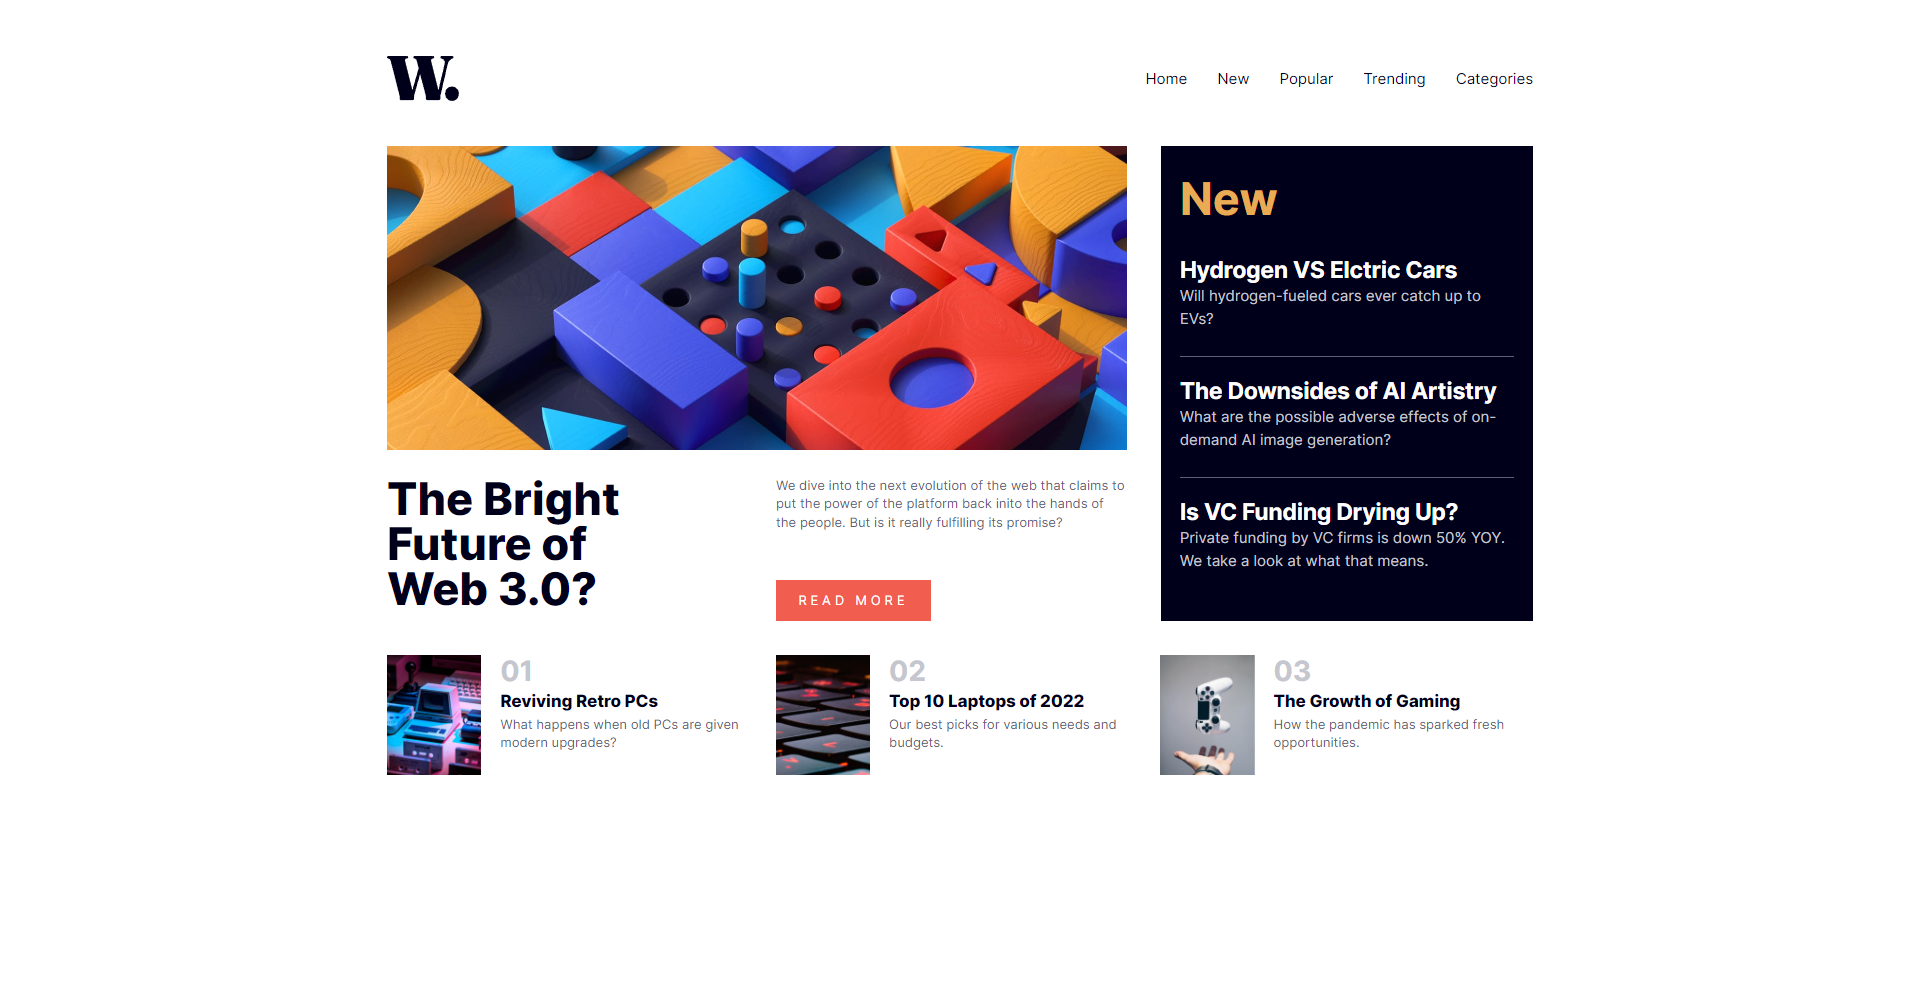 W.
Home New Popular Trending Categories
The Bright
Future of
Web 3.0?
We dive into the next evolution of the web that claims to
put the power of the platform back inito the hands of
the people. But is it really fulfilling its promise?
READ MORE
New
Hydrogen VS Elctric Cars
Will hydrogen-fueled cars ever catch up to
EVs?
The Downsides of AI Artistry
What are the possible adverse effects of on-
demand AI image generation?
Is VC Funding Drying Up?
Private funding by VC firms is down 50% YOY.
We take a look at what that means.
01
Reviving Retro PCs
What happens when old PCs are given
modern upgrades?
02
Top 10 Laptops of 2022
Our best picks for various needs and
budgets.
03
The Growth of Gaming
How the pandemic has sparked fresh
opportunities.